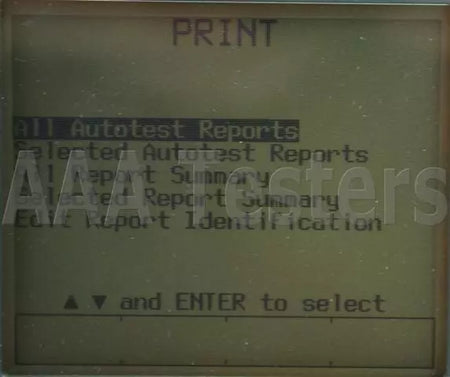 PRINT
All Autotest Reports
Selected Autotest Reports
All Report Summary
Selected Report Summary
Edit Report Identification
AAA Testers
▲ ▼ and ENTER to select